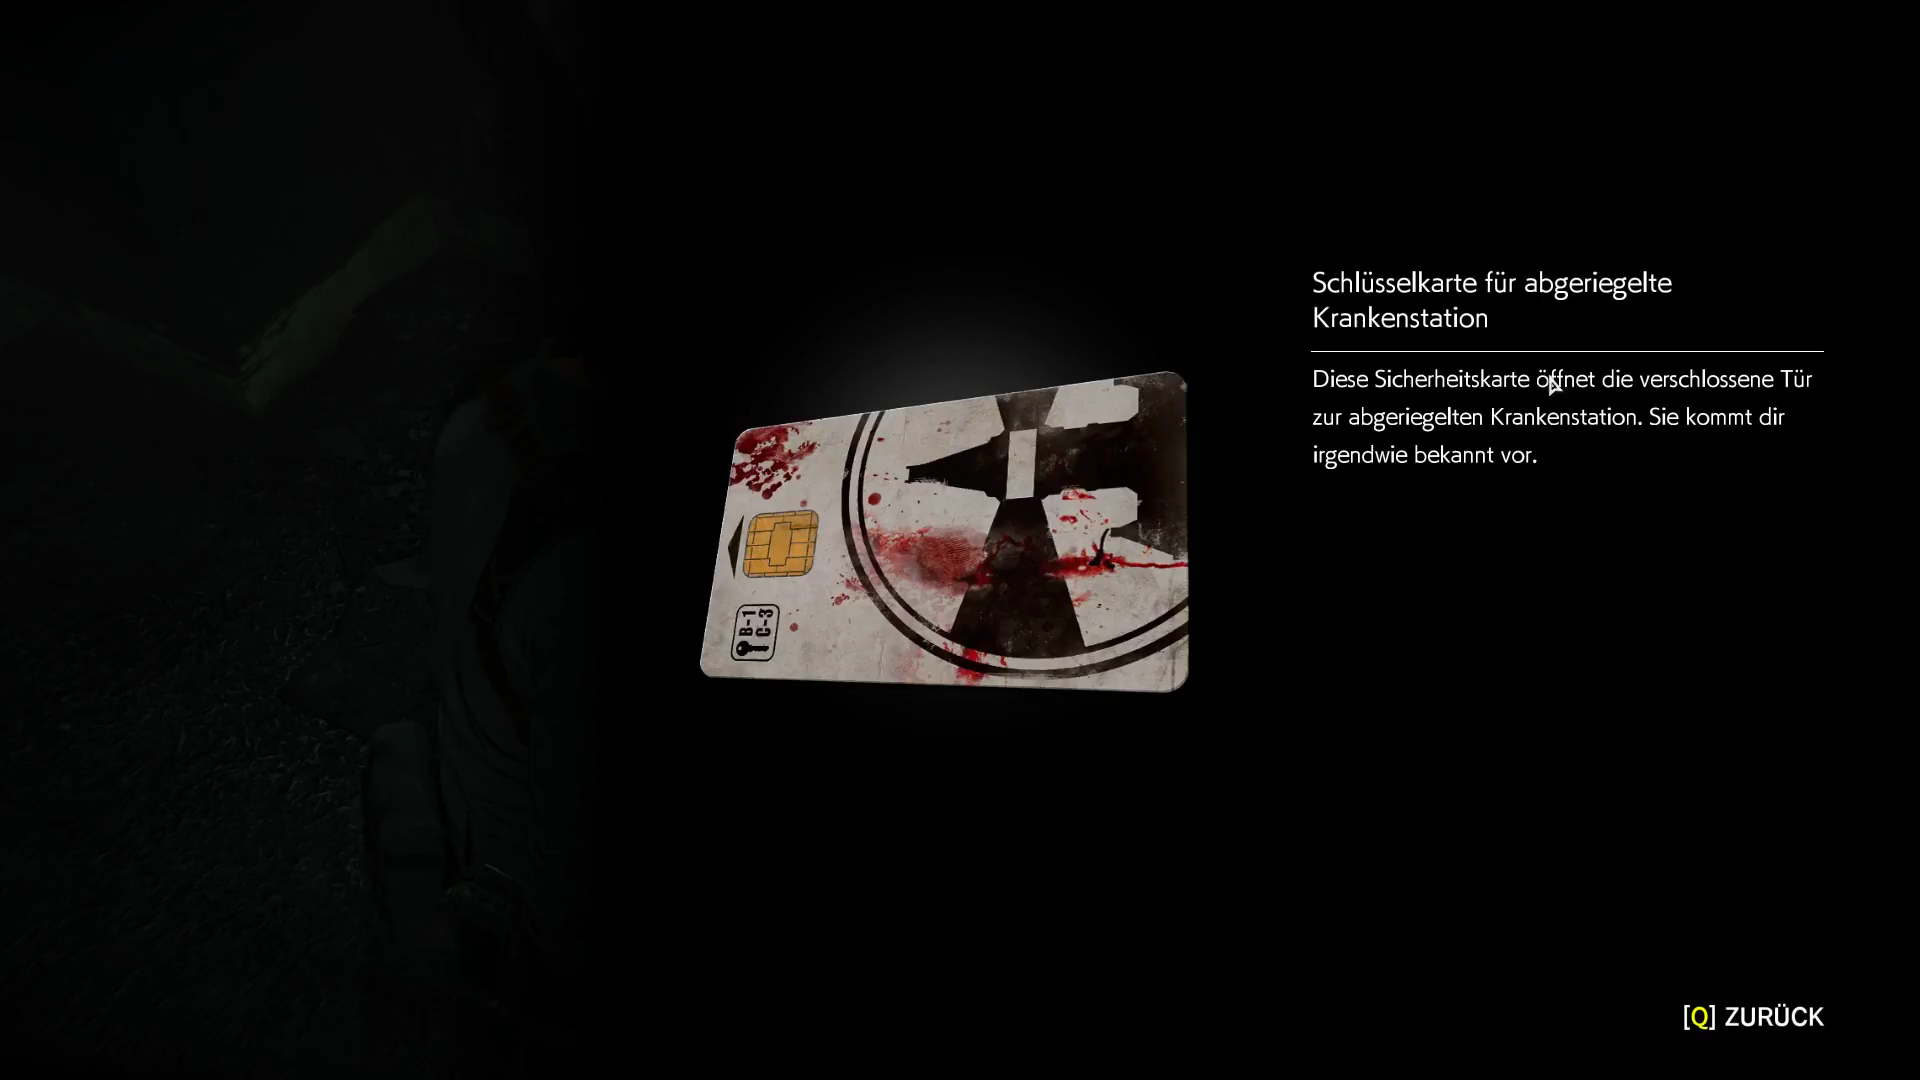 Schlüsselkarte für abgeriegelte
Krankenstation
Diese Sicherheitskarte öffnet die verschlossene Tür
zur abgeriegelten Krankenstation. Sie kommt dir
irgendwie bekannt vor.
B-1
C-3
[Q] ZURÜCK